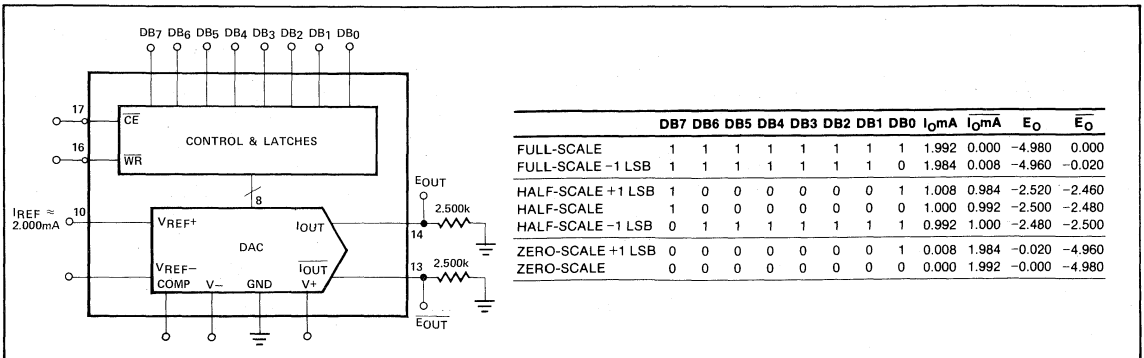 DB7 DB6 DB5 DB4 DB3 DB2 DB1 DB0
17
CE
CONTROL & LATCHES
16
WR
8
EOUT
IREF ≈
2.000mA
10
VREF+
IOUT
2.500k
14
DAC
VREF−
IOUT
13
2.500k
COMP V− GND V+
EOUT
DB7 DB6 DB5 DB4 DB3 DB2 DB1 DB0 IOmA IOmA EO EO
FULL-SCALE 1 1 1 1 1 1 1 1 1.992 0.000 −4.980 0.000
FULL-SCALE −1 LSB 1 1 1 1 1 1 1 0 1.984 0.008 −4.960 −0.020
HALF-SCALE +1 LSB 1 0 0 0 0 0 0 1 1.008 0.984 −2.520 −2.460
HALF-SCALE 1 0 0 0 0 0 0 0 1.000 0.992 −2.500 −2.480
HALF-SCALE −1 LSB 0 1 1 1 1 1 1 1 0.992 1.000 −2.480 −2.500
ZERO-SCALE +1 LSB 0 0 0 0 0 0 0 1 0.008 1.984 −0.020 −4.960
ZERO-SCALE 0 0 0 0 0 0 0 0 0.000 1.992 −0.000 −4.980